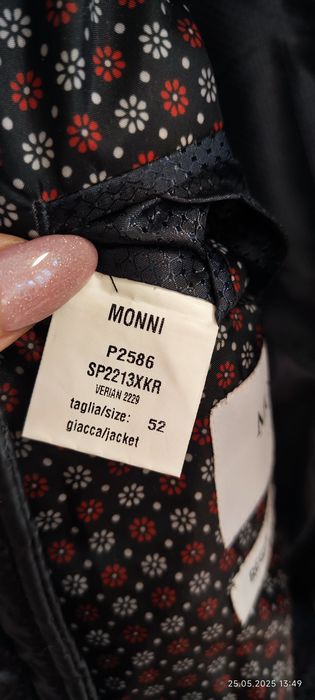 MONNI
P2586
SP2213XKR
VERIAN 2229
taglia/size: 52
giacca/jacket
25.05.2025 13:49